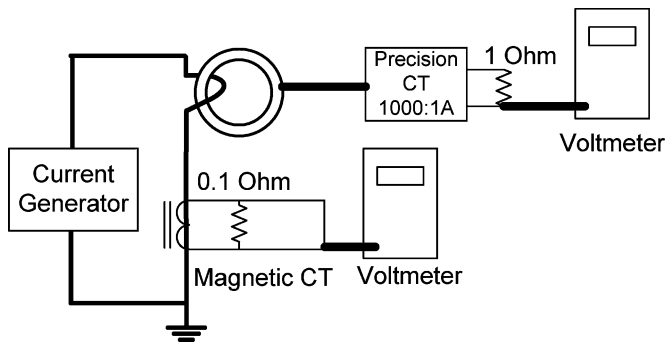 Precision
CT
1000:1A
1 Ohm
Voltmeter
Current
Generator
0.1 Ohm
Magnetic CT
Voltmeter